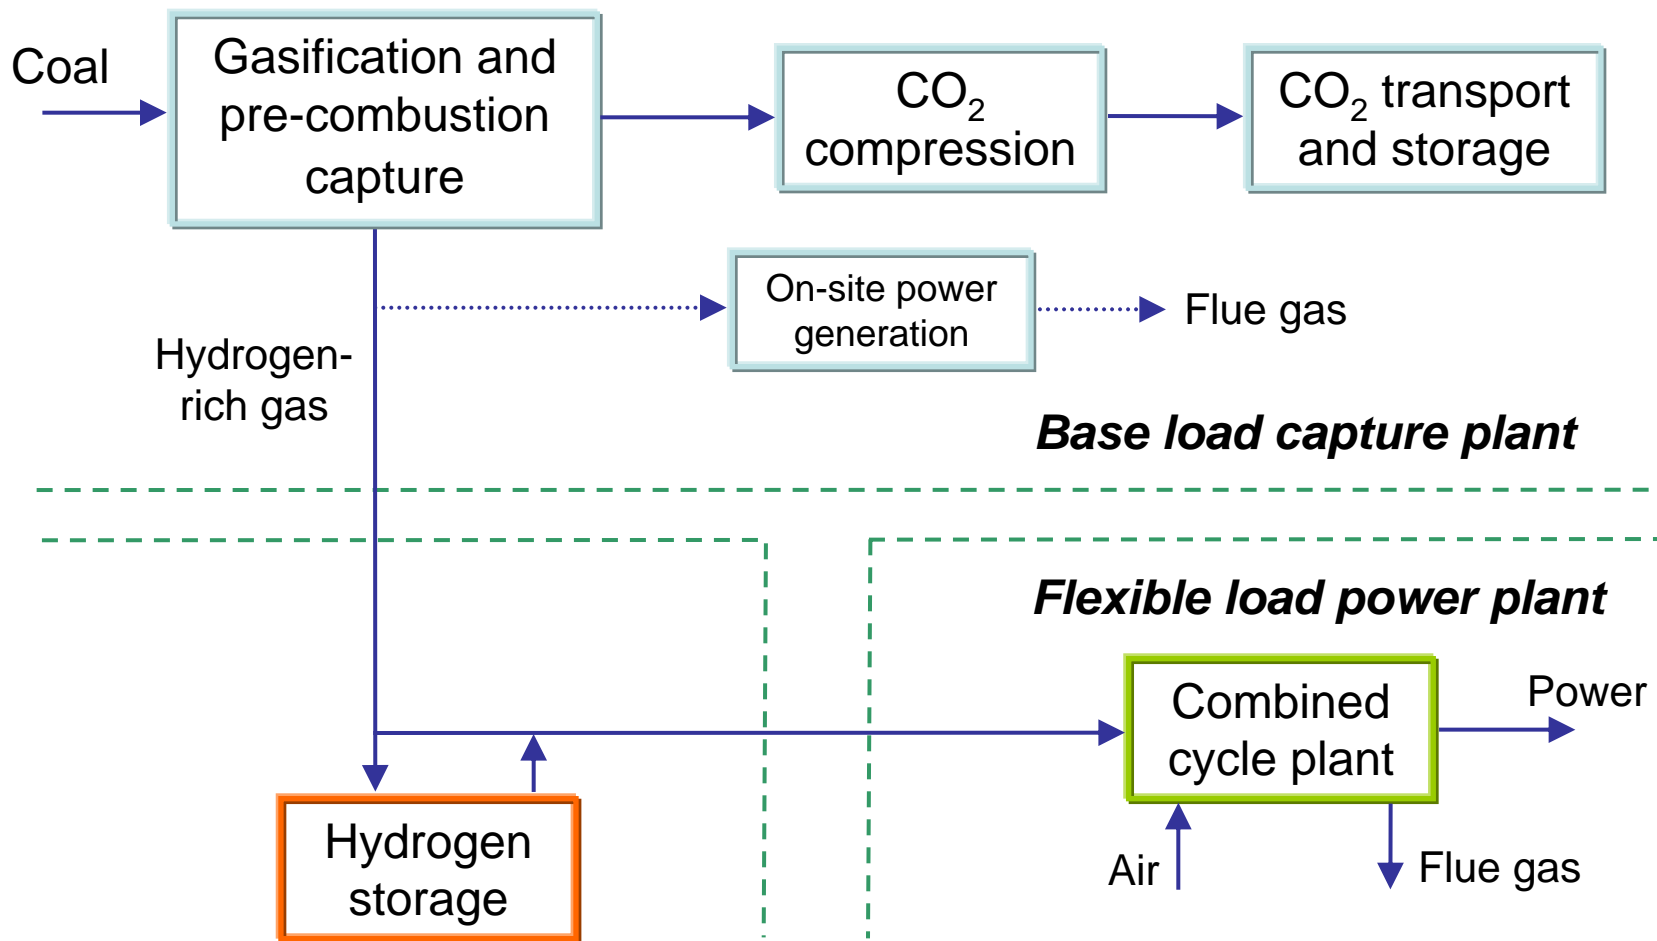 Coal
Gasification and
pre-combustion
capture
CO₂
compression
CO₂ transport
and storage
On-site power
generation
Flue gas
Hydrogen-
rich gas
Base load capture plant
Flexible load power plant
Combined
cycle plant
Power
Hydrogen
storage
Air
Flue gas